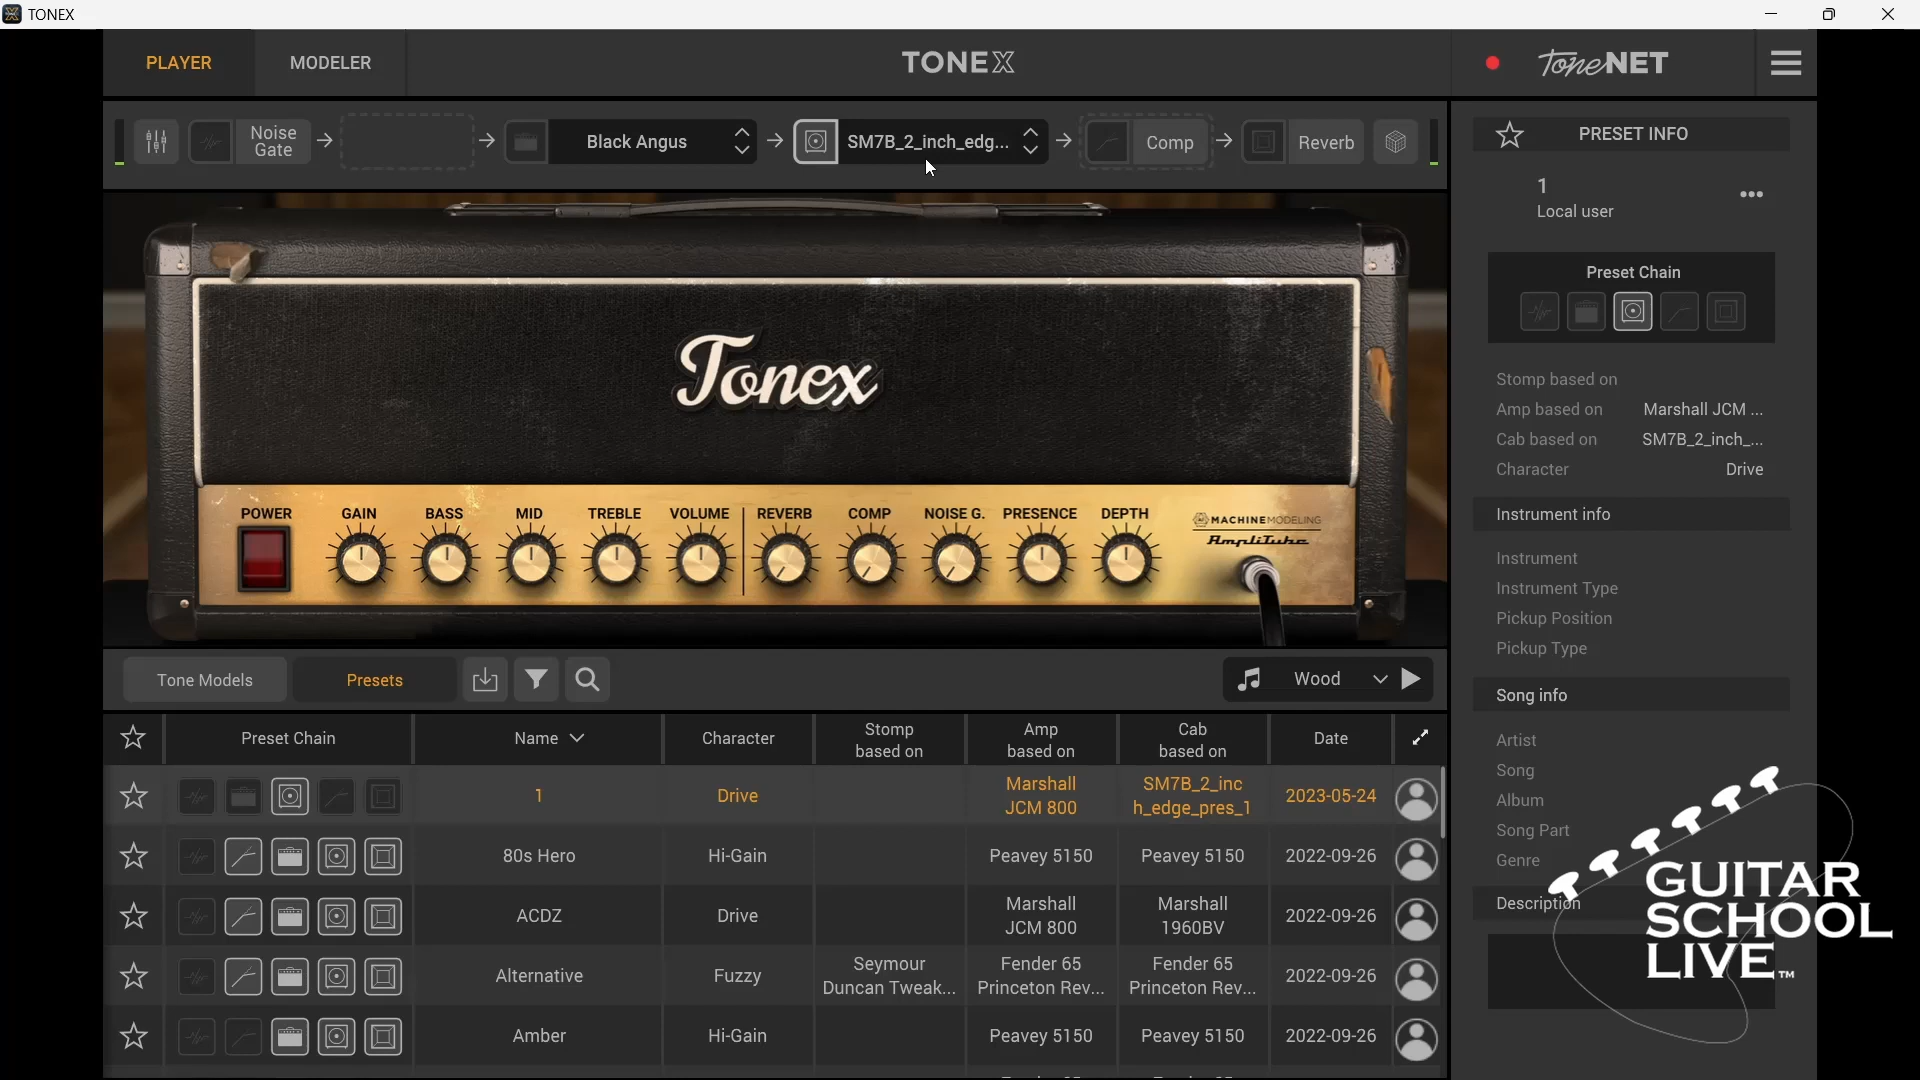 TONEX
PLAYER
MODELER
TONEX
ToneNET
Noise
Gate
Black Angus
SM7B_2_inch_edg...
Comp
Reverb
PRESET INFO
1
Local user
Preset Chain
Stomp based on
Amp based on Marshall JCM ...
Cab based on SM7B_2_inch_...
Character Drive
Instrument info
Instrument
Instrument Type
Pickup Position
Pickup Type
Song info
Artist
Song
Album
Song Part
Genre
Description
Tonex
POWER GAIN BASS MID TREBLE VOLUME REVERB COMP NOISE G. PRESENCE DEPTH
MACHINE MODELING
AmpliTube
Tone Models
Presets
Wood
Preset Chain
Name
Character
Stomp
based on
Amp
based on
Cab
based on
Date
1
Drive
Marshall
JCM 800
SM7B_2_inc
h_edge_pres_1
2023-05-24
80s Hero
Hi-Gain
Peavey 5150
Peavey 5150
2022-09-26
ACDZ
Drive
Marshall
JCM 800
Marshall
1960BV
2022-09-26
Alternative
Fuzzy
Seymour
Duncan Tweak...
Fender 65
Princeton Rev...
Fender 65
Princeton Rev...
2022-09-26
Amber
Hi-Gain
Peavey 5150
Peavey 5150
2022-09-26
GUITAR
SCHOOL
LIVE™